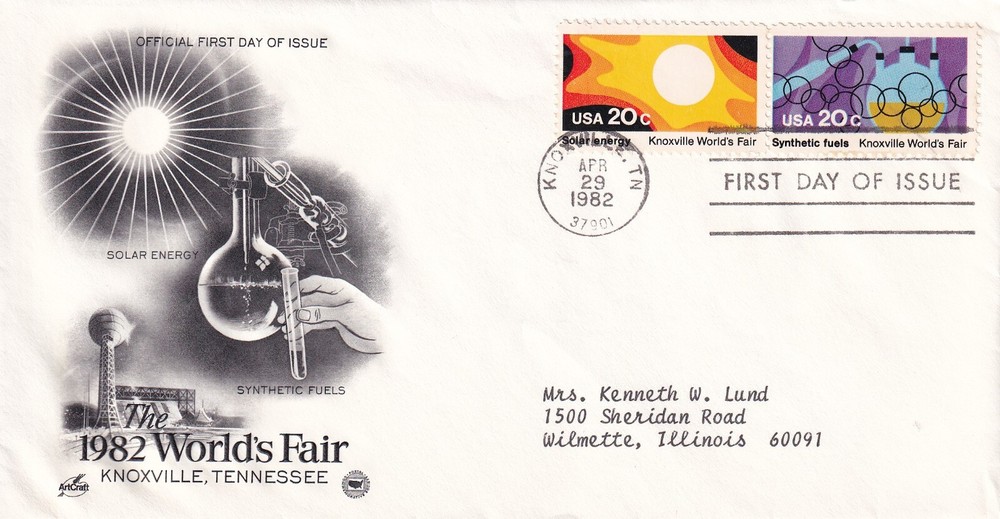 OFFICIAL FIRST DAY OF ISSUE
SOLAR ENERGY
SYNTHETIC FUELS
The
1982 World's Fair
KNOXVILLE, TENNESSEE
ArtCraft
USA 20c
Solar energy Knoxville World's Fair
USA 20c
Synthetic fuels Knoxville World's Fair
KNOXVILLE, TN
APR
29
1982
37901
FIRST DAY OF ISSUE
Mrs. Kenneth W. Lund
1500 Sheridan Road
Wilmette, Illinois 60091